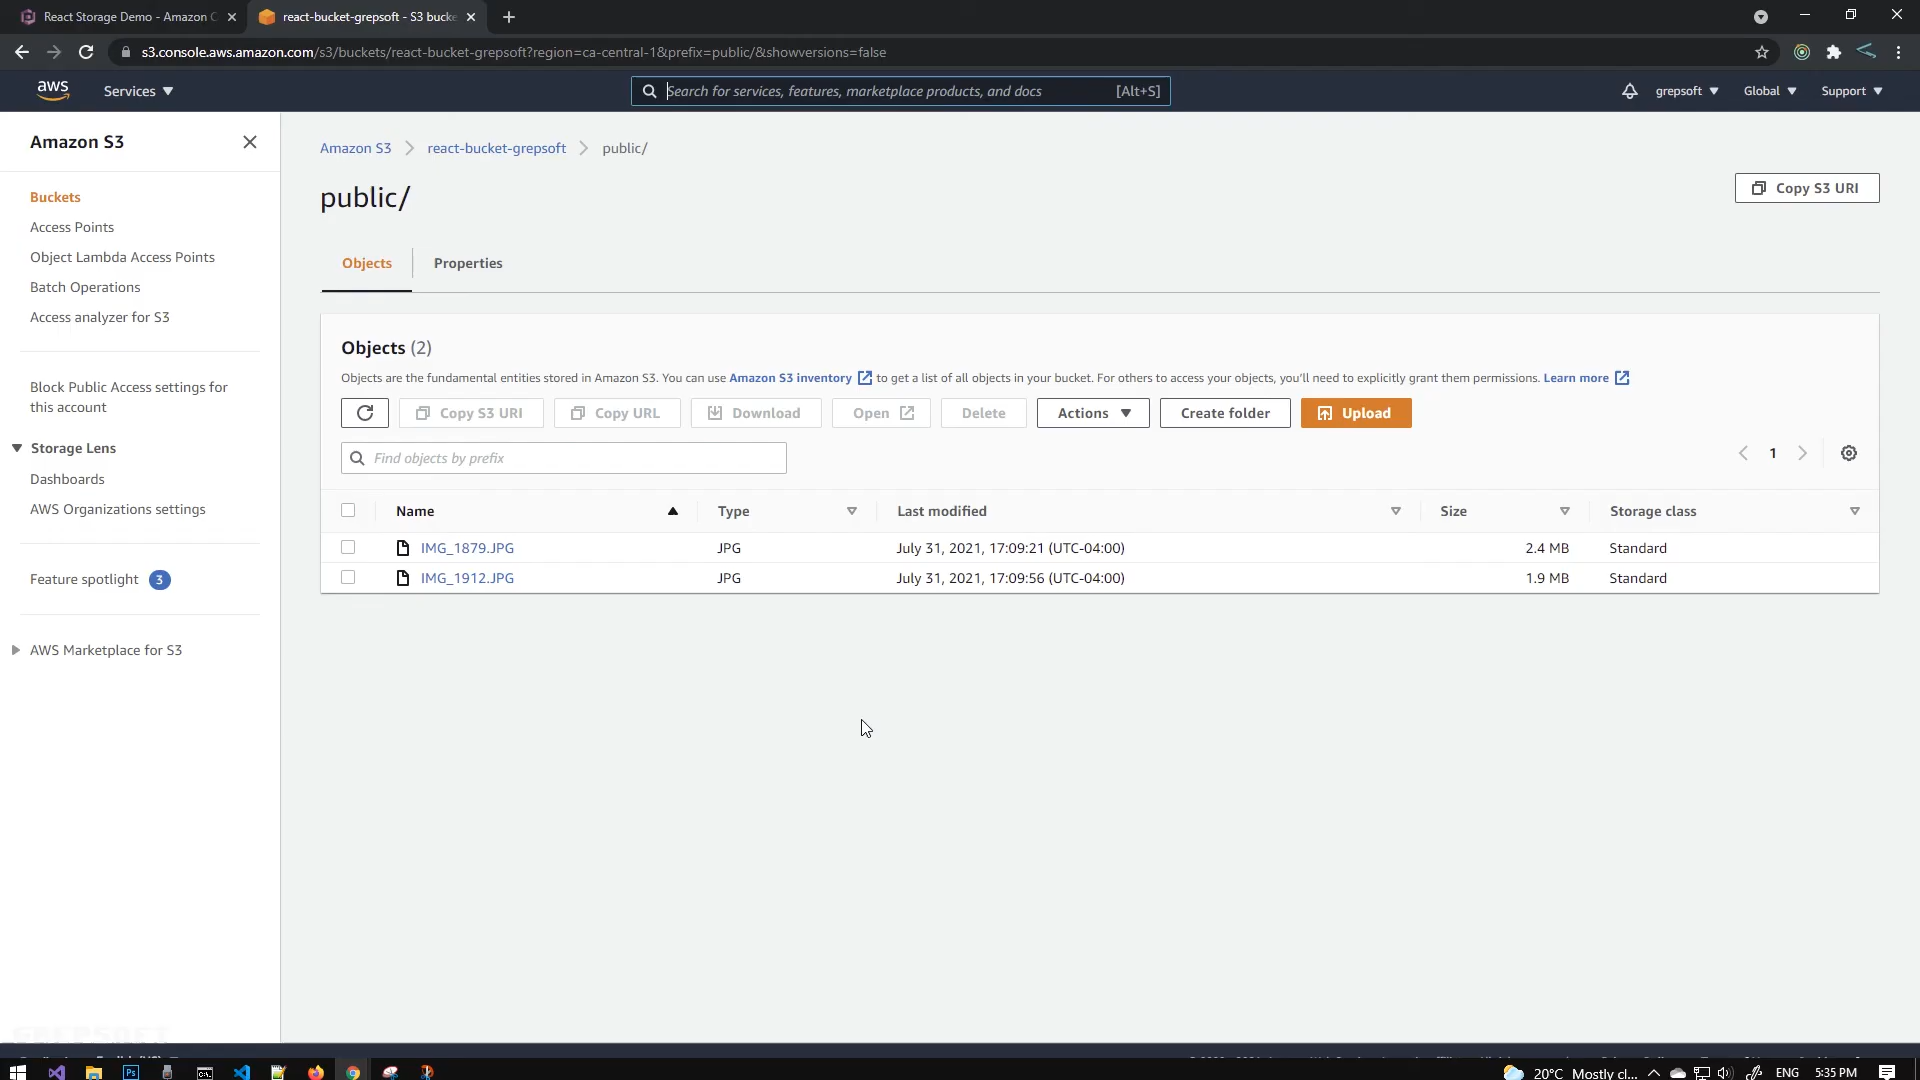 React Storage Demo - Amazon C
react-bucket-grepsoft - S3 bucke
s3.console.aws.amazon.com/s3/buckets/react-bucket-grepsoft?region=ca-central-1&prefix=public/&showversions=false
aws
Services
Search for services, features, marketplace products, and docs
[Alt+S]
grepsoft
Global
Support
Amazon S3
Buckets
Access Points
Object Lambda Access Points
Batch Operations
Access analyzer for S3
Block Public Access settings for
this account
Storage Lens
Dashboards
AWS Organizations settings
Feature spotlight 3
AWS Marketplace for S3
Amazon S3 > react-bucket-grepsoft > public/
public/
Copy S3 URI
Objects
Properties
Objects (2)
Objects are the fundamental entities stored in Amazon S3. You can use Amazon S3 inventory to get a list of all objects in your bucket. For others to access your objects, you'll need to explicitly grant them permissions. Learn more
Copy S3 URI
Copy URL
Download
Open
Delete
Actions
Create folder
Upload
Find objects by prefix
1
Name Type Last modified Size Storage class
IMG_1879.JPG JPG July 31, 2021, 17:09:21 (UTC-04:00) 2.4 MB Standard
IMG_1912.JPG JPG July 31, 2021, 17:09:56 (UTC-04:00) 1.9 MB Standard
Ps
20°C Mostly cl...
ENG
5:35 PM